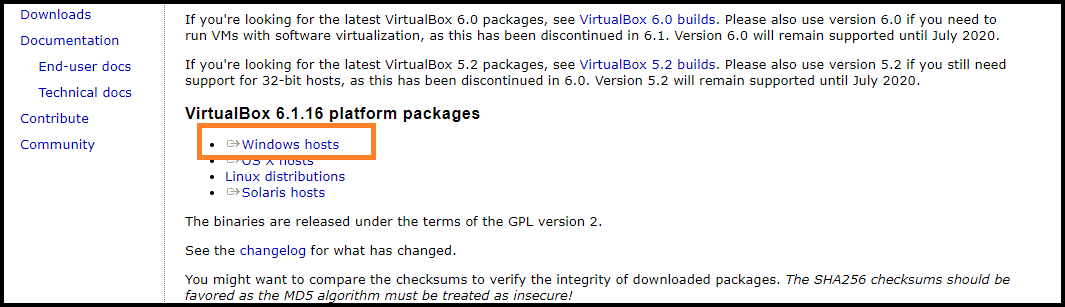 Downloads
Documentation
End-user docs
Technical docs
Contribute
Community
If you're looking for the latest VirtualBox 6.0 packages, see VirtualBox 6.0 builds. Please also use version 6.0 if you need to
run VMs with software virtualization, as this has been discontinued in 6.1. Version 6.0 will remain supported until July 2020.
If you're looking for the latest VirtualBox 5.2 packages, see VirtualBox 5.2 builds. Please also use version 5.2 if you still need
support for 32-bit hosts, as this has been discontinued in 6.0. Version 5.2 will remain supported until July 2020.
VirtualBox 6.1.16 platform packages
Windows hosts
OS X hosts
Linux distributions
Solaris hosts
The binaries are released under the terms of the GPL version 2.
See the changelog for what has changed.
You might want to compare the checksums to verify the integrity of downloaded packages. The SHA256 checksums should be
favored as the MD5 algorithm must be treated as insecure!